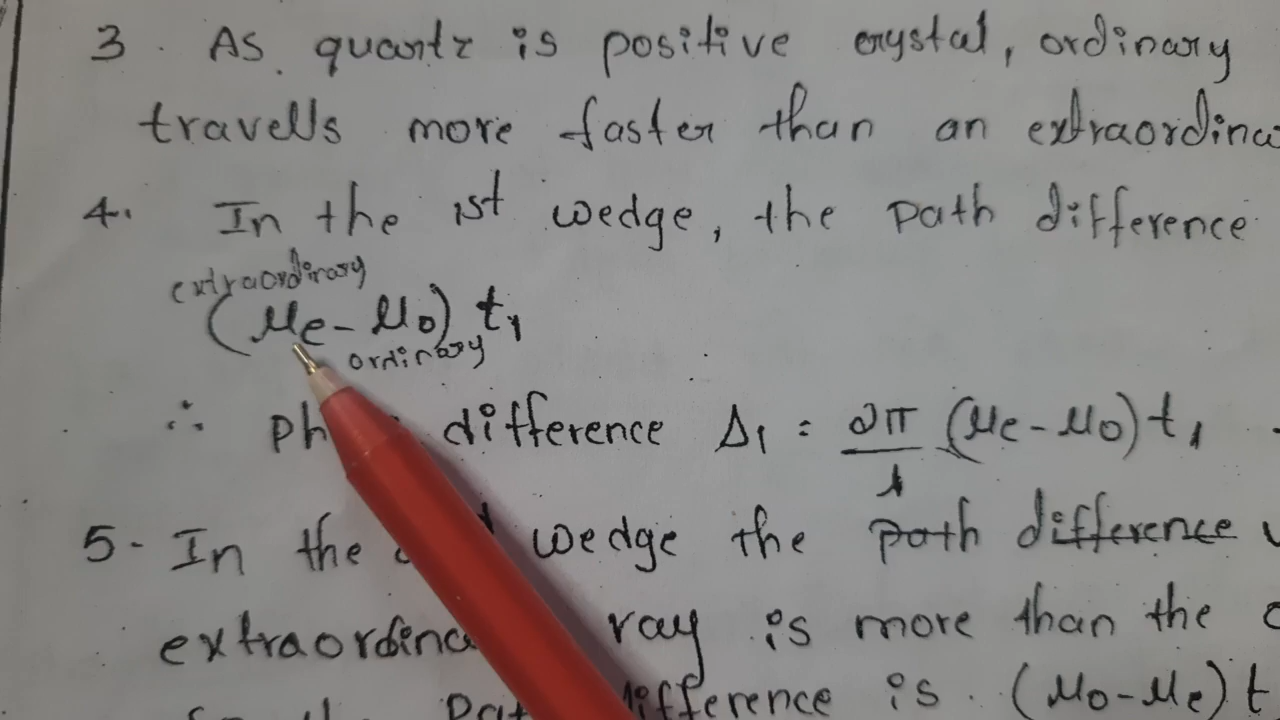 3. As quartz is positive crystal, ordinary
travells more faster than an extraordina
4. In the 1st wedge, the path difference
extraordinary
(μe - μo) t1
ordinary
∴ Ph difference Δ1 = 2π/λ (μe - μo) t1
5- In the wedge the path difference
extraordina ray is more than the
Pat difference is. (μo - μe) t